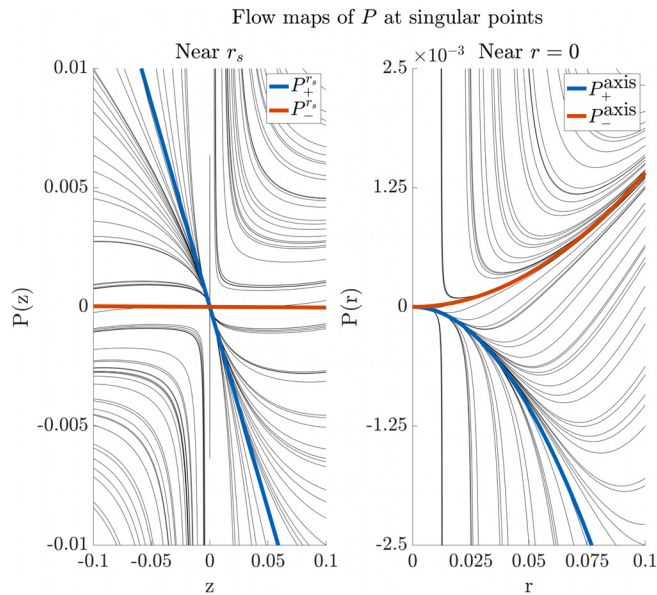 Flow maps of P at singular points
Near r_s
P_+^{r_s}
P_-^{r_s}
0.01
0.005
0
-0.005
-0.01
P(z)
-0.1 -0.05 0 0.05 0.1
z
×10^{-3} Near r = 0
P_+^{axis}
P_-^{axis}
2.5
1.25
0
-1.25
-2.5
P(r)
0 0.025 0.05 0.075 0.1
r